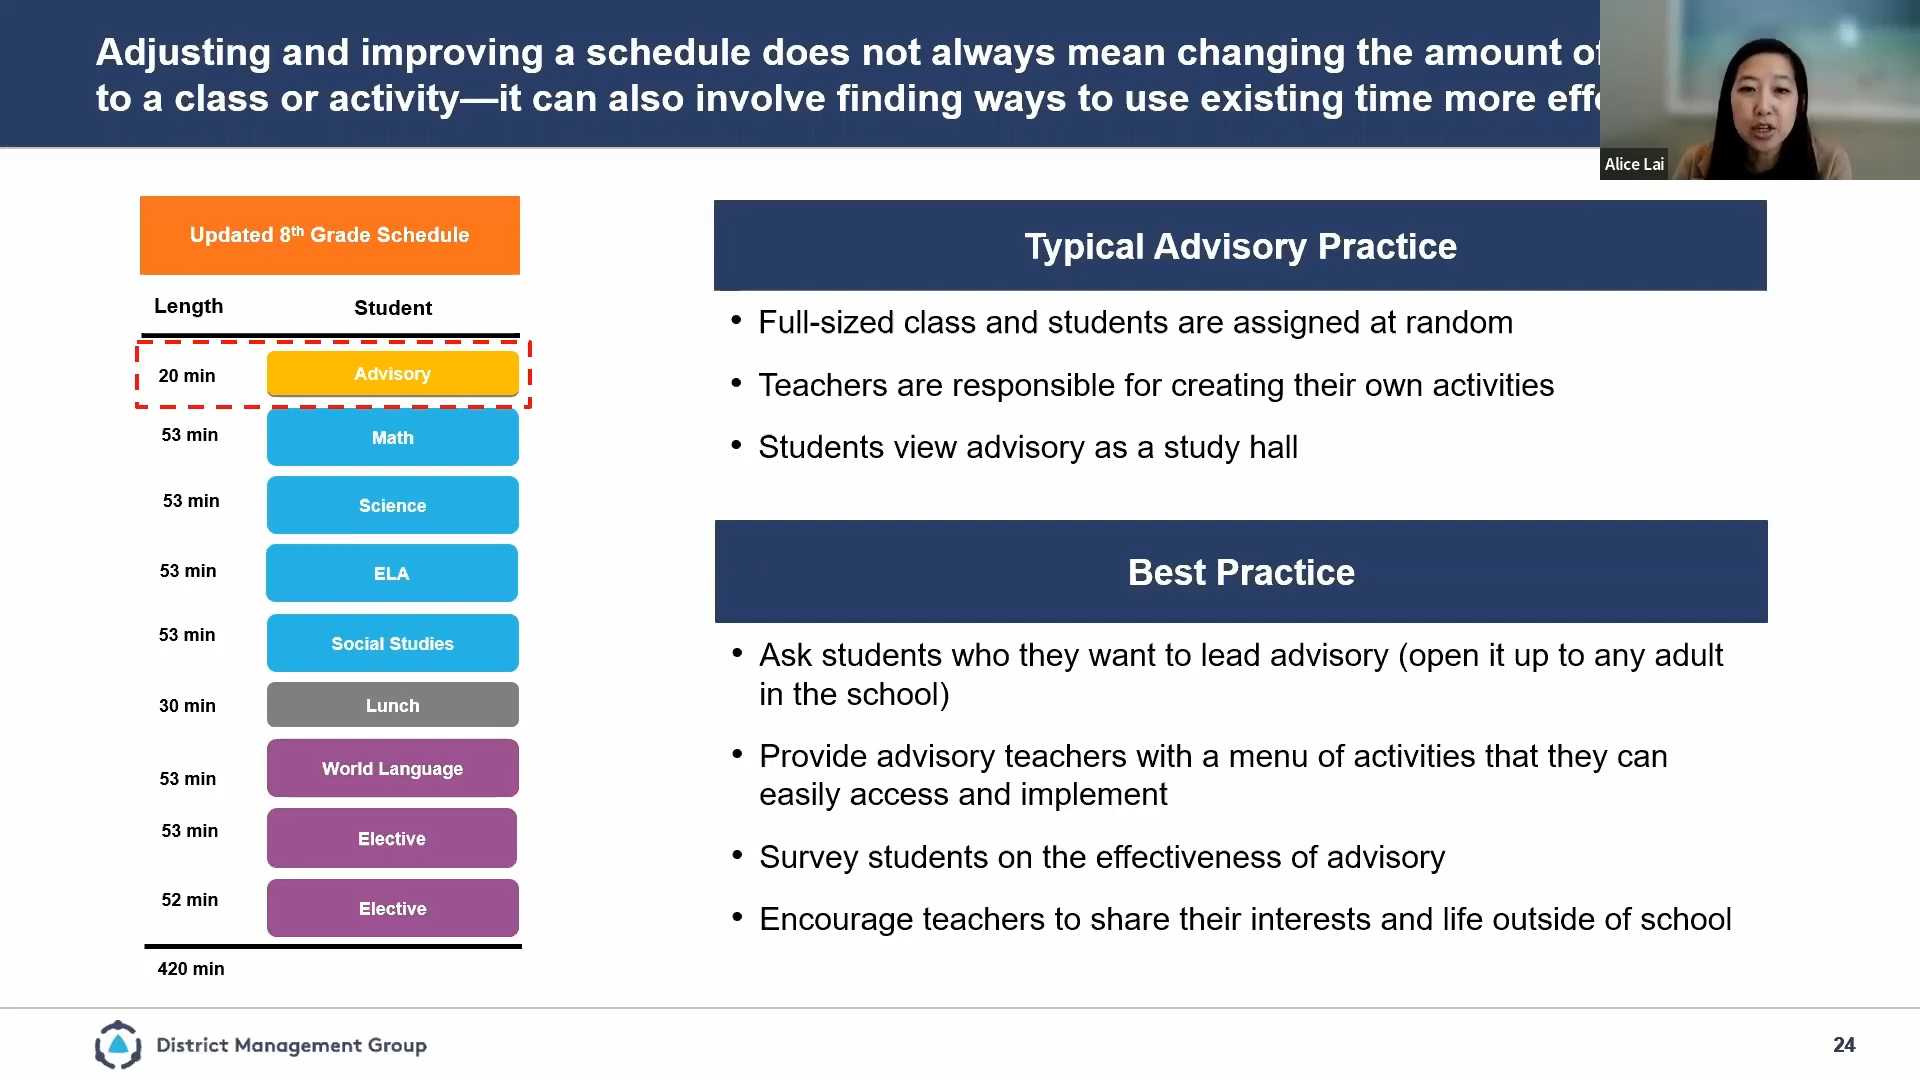 Adjusting and improving a schedule does not always mean changing the amount
to a class or activity—it can also involve finding ways to use existing time more
Alice Lai
Updated 8th Grade Schedule
Length Student
20 min Advisory
53 min Math
53 min Science
53 min ELA
53 min Social Studies
30 min Lunch
53 min World Language
53 min Elective
52 min Elective
420 min
Typical Advisory Practice
• Full-sized class and students are assigned at random
• Teachers are responsible for creating their own activities
• Students view advisory as a study hall
Best Practice
• Ask students who they want to lead advisory (open it up to any adult
in the school)
• Provide advisory teachers with a menu of activities that they can
easily access and implement
• Survey students on the effectiveness of advisory
• Encourage teachers to share their interests and life outside of school
District Management Group
24